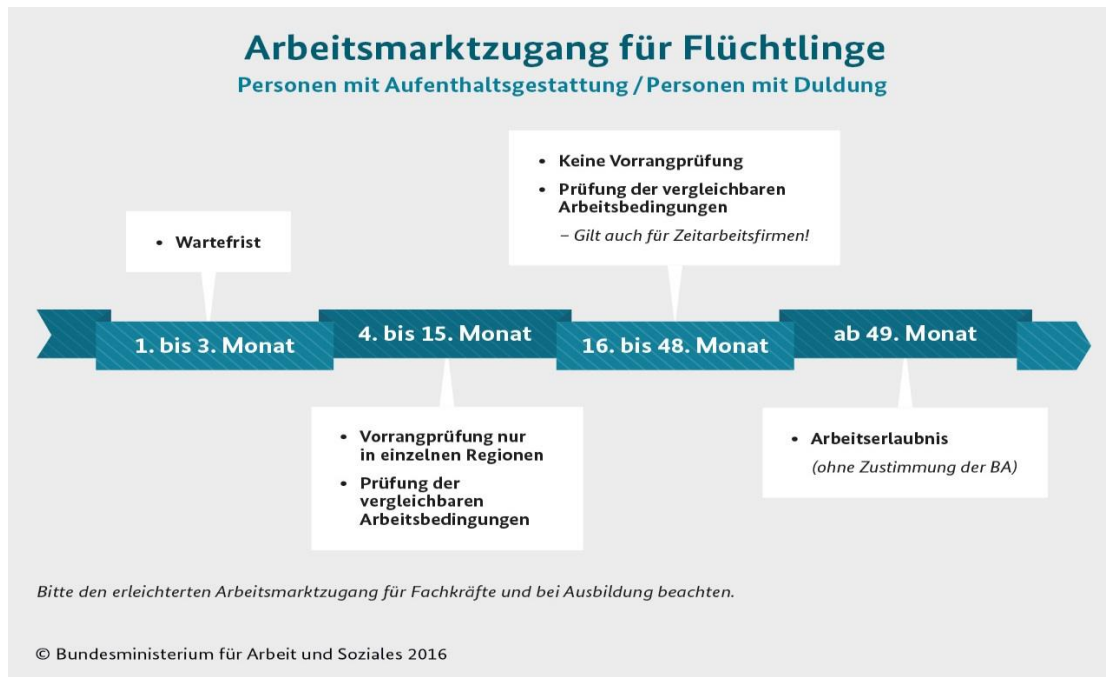 Arbeitsmarktzugang für Flüchtlinge
Personen mit Aufenthaltsgestattung / Personen mit Duldung
• Wartefrist
1. bis 3. Monat
4. bis 15. Monat
• Vorrangprüfung nur
in einzelnen Regionen
• Prüfung der
vergleichbaren
Arbeitsbedingungen
• Keine Vorrangprüfung
• Prüfung der vergleichbaren
Arbeitsbedingungen
– Gilt auch für Zeitarbeitsfirmen!
16. bis 48. Monat
ab 49. Monat
• Arbeitserlaubnis
(ohne Zustimmung der BA)
Bitte den erleichterten Arbeitsmarktzugang für Fachkräfte und bei Ausbildung beachten.
© Bundesministerium für Arbeit und Soziales 2016